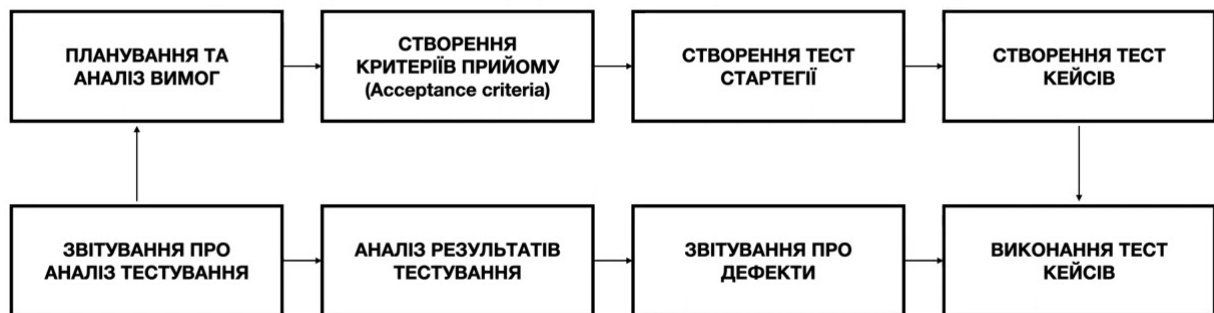 ПЛАНУВАННЯ ТА
АНАЛІЗ ВИМОГ
СТВОРЕННЯ
КРИТЕРІЇВ ПРИЙОМУ
(Acceptance criteria)
СТВОРЕННЯ ТЕСТ
СТАРТЕГІЇ
СТВОРЕННЯ ТЕСТ
КЕЙСІВ
ЗВІТУВАННЯ ПРО
АНАЛІЗ ТЕСТУВАННЯ
АНАЛІЗ РЕЗУЛЬТАТІВ
ТЕСТУВАННЯ
ЗВІТУВАННЯ ПРО
ДЕФЕКТИ
ВИКОНАННЯ ТЕСТ
КЕЙСІВ